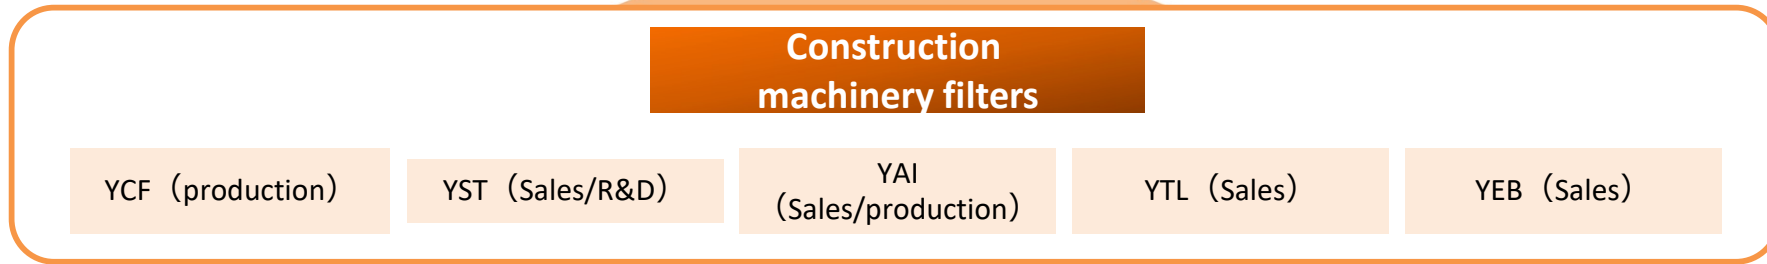 Construction
machinery filters
YCF（production）
YST（Sales/R&D）
YAI
（Sales/production）
YTL（Sales）
YEB（Sales）